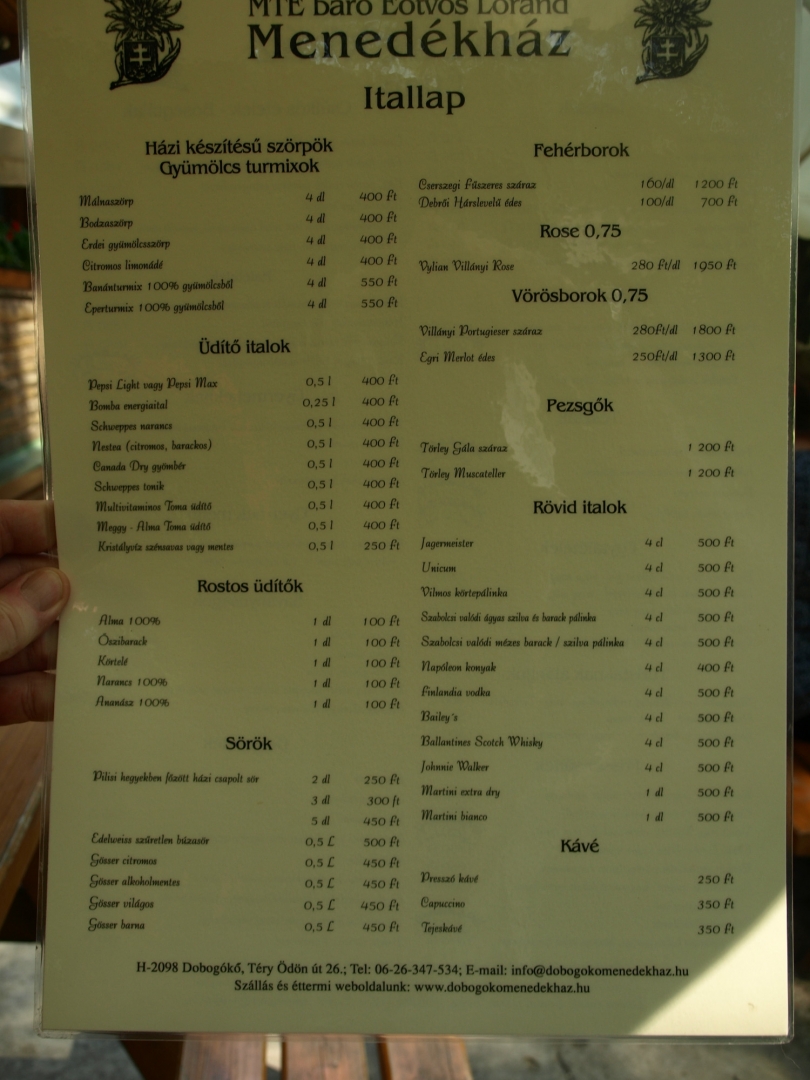 MTE báró Eötvös Loránd
Menedékház
Itallap
Házi készítésű szörpök
Gyümölcs turmixok
Málnaszörp 4 dl 400 Ft
Bodzaszörp 4 dl 400 Ft
Erdei gyümölcsszörp 4 dl 400 Ft
Citromos limonádé 4 dl 400 Ft
Banánturmix 100% gyümölcsből 4 dl 550 Ft
Eperturmix 100% gyümölcsből 4 dl 550 Ft
Üdítő italok
Pepsi Light vagy Pepsi Max 0,5 l 400 Ft
Bomba energiaital 0,25 l 400 Ft
Schweppes narancs 0,5 l 400 Ft
Nestea (citromos, barackos) 0,5 l 400 Ft
Canada Dry gyömbér 0,5 l 400 Ft
Schweppes tonik 0,5 l 400 Ft
Multivitaminos Toma üdítő 0,5 l 400 Ft
Meggy - Alma Toma üdítő 0,5 l 400 Ft
Kristályvíz szénsavas vagy mentes 0,5 l 250 Ft
Rostos üdítők
Alma 100% 1 dl 100 Ft
Őszibarack 1 dl 100 Ft
Körtelé 1 dl 100 Ft
Narancs 100% 1 dl 100 Ft
Ananász 100% 1 dl 100 Ft
Sörök
Pilisi hegyekben főzött házi csapolt sör 2 dl 250 Ft
3 dl 300 ft
5 dl 450 Ft
Edelweiss szűretlen búzasör 0,5 L 500 Ft
Gösser citromos 0,5 L 450 Ft
Gösser alkoholmentes 0,5 L 450 Ft
Gösser világos 0,5 L 450 Ft
Gösser barna 0,5 L 450 Ft
Fehérborok
Cserszegi Fűszeres száraz 160/dl 1200 Ft
Debrői Hárslevelű édes 100/dl 700 Ft
Rose 0,75
Vylian Villányi Rose 280 Ft/dl 1950 Ft
Vörösborok 0,75
Villányi Portugieser száraz 280Ft/dl 1800 Ft
Egri Merlot édes 250Ft/dl 1300 Ft
Pezsgők
Törley Gála száraz 1 200 Ft
Törley Muscateller 1 200 Ft
Rövid italok
Jagermeister 4 cl 500 Ft
Unicum 4 cl 500 Ft
Vilmos körtepálinka 4 cl 500 Ft
Szabolcsi valódi ágyas szilva és barack pálinka 4 cl 500 Ft
Szabolcsi valódi mézes barack / szilva pálinka 4 cl 500 Ft
Napóleon konyak 4 cl 400 Ft
Finlandia vodka 4 cl 500 Ft
Bailey's 4 cl 500 Ft
Ballantines Scotch Whisky 4 cl 500 Ft
Johnnie Walker 4 cl 500 Ft
Martini extra dry 1 dl 500 Ft
Martini bianco 1 dl 500 Ft
Kávé
Presszó kávé 250 Ft
Capuccino 350 Ft
Tejeskávé 350 Ft
H-2098 Dobogókő, Téry Ödön út 26.; Tel: 06-26-347-534; E-mail: info@dobogokomenedekhaz.hu
Szállás és éttermi weboldalunk: www.dobogokomenedekhaz.hu